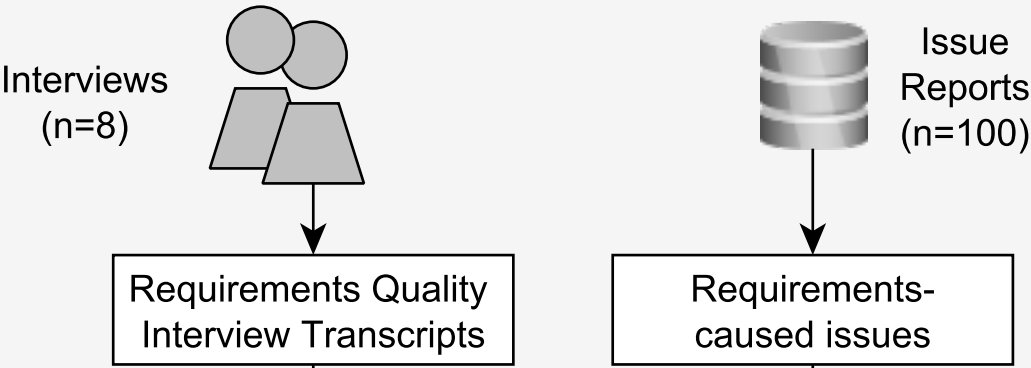 Interviews
(n=8)
Issue
Reports
(n=100)
Requirements Quality
Interview Transcripts
Requirements-
caused issues